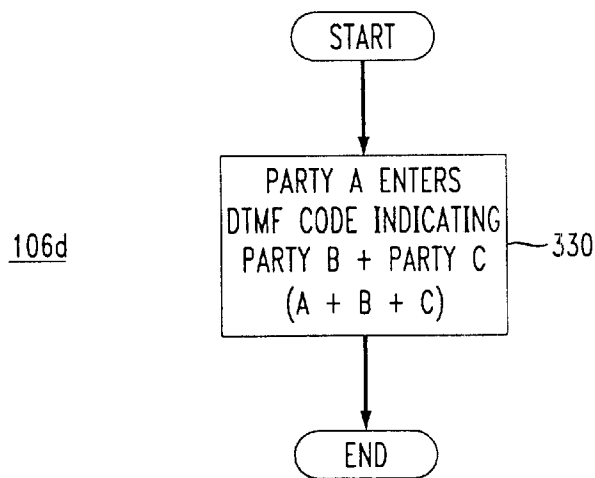 START
PARTY A ENTERS
DTMF CODE INDICATING
PARTY B + PARTY C
(A + B + C)
106d
330
END